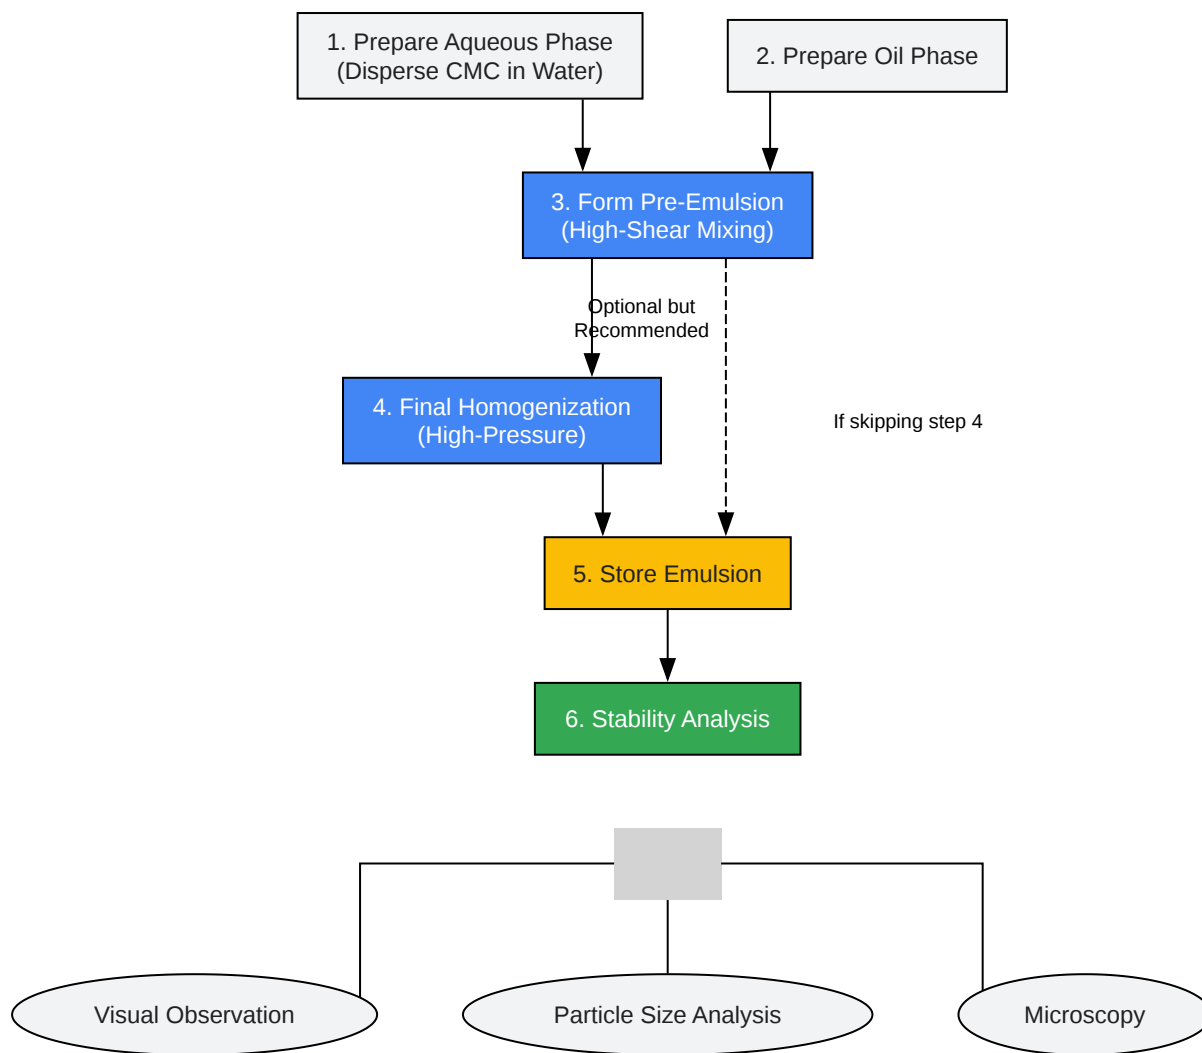 1. Prepare Aqueous Phase
(Disperse CMC in Water)
2. Prepare Oil Phase
3. Form Pre-Emulsion
(High-Shear Mixing)
Optional but
Recommended
4. Final Homogenization
(High-Pressure)
If skipping step 4
5. Store Emulsion
6. Stability Analysis
Visual Observation
Particle Size Analysis
Microscopy